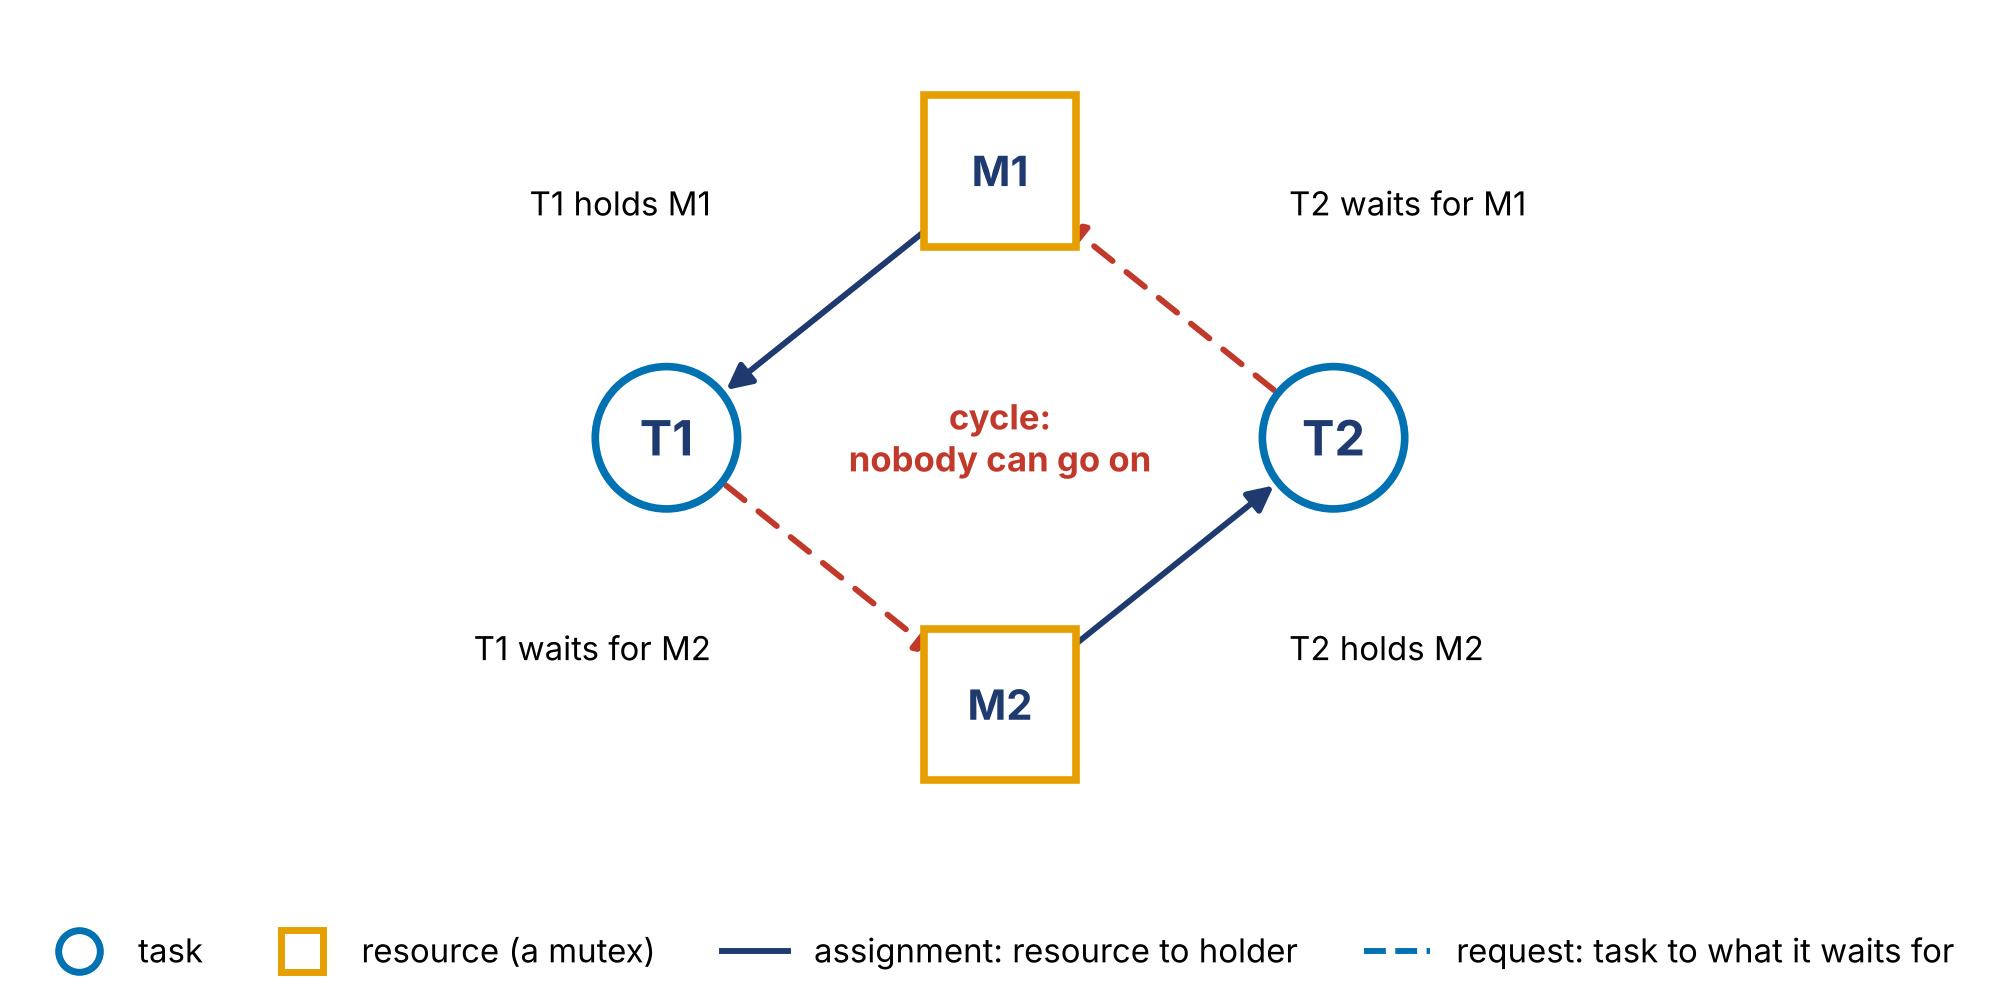 M1
T1 holds M1
T2 waits for M1
T1
cycle:
nobody can go on
T2
T1 waits for M2
T2 holds M2
M2
task
resource (a mutex)
assignment: resource to holder
request: task to what it waits for